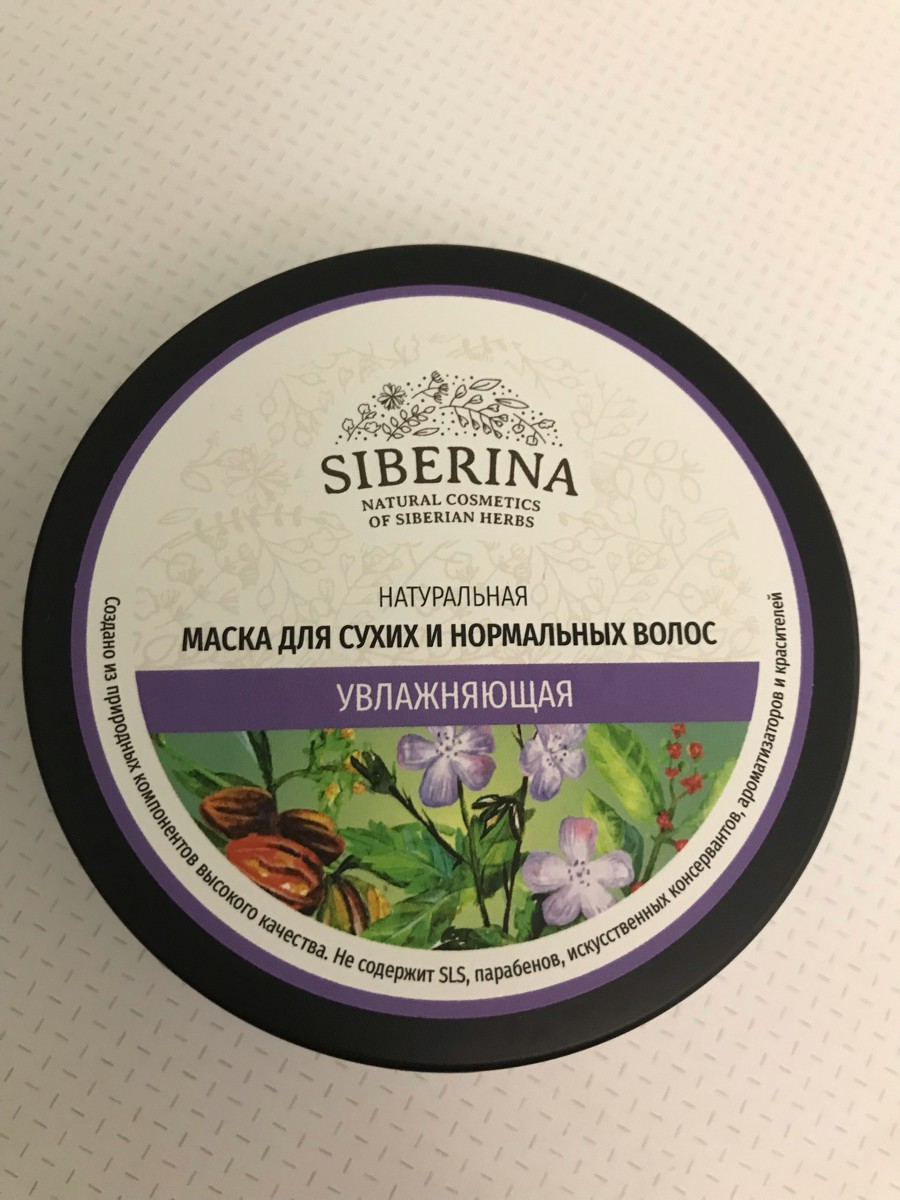 SIBERINA
NATURAL COSMETICS
OF SIBERIAN HERBS
НАТУРАЛЬНАЯ
МАСКА ДЛЯ СУХИХ И НОРМАЛЬНЫХ ВОЛОС
УВЛАЖНЯЮЩАЯ
Создано из природных компонентов высокого качества. Не содержит SLS, парабенов, искусственных консервантов, ароматизаторов и красителей